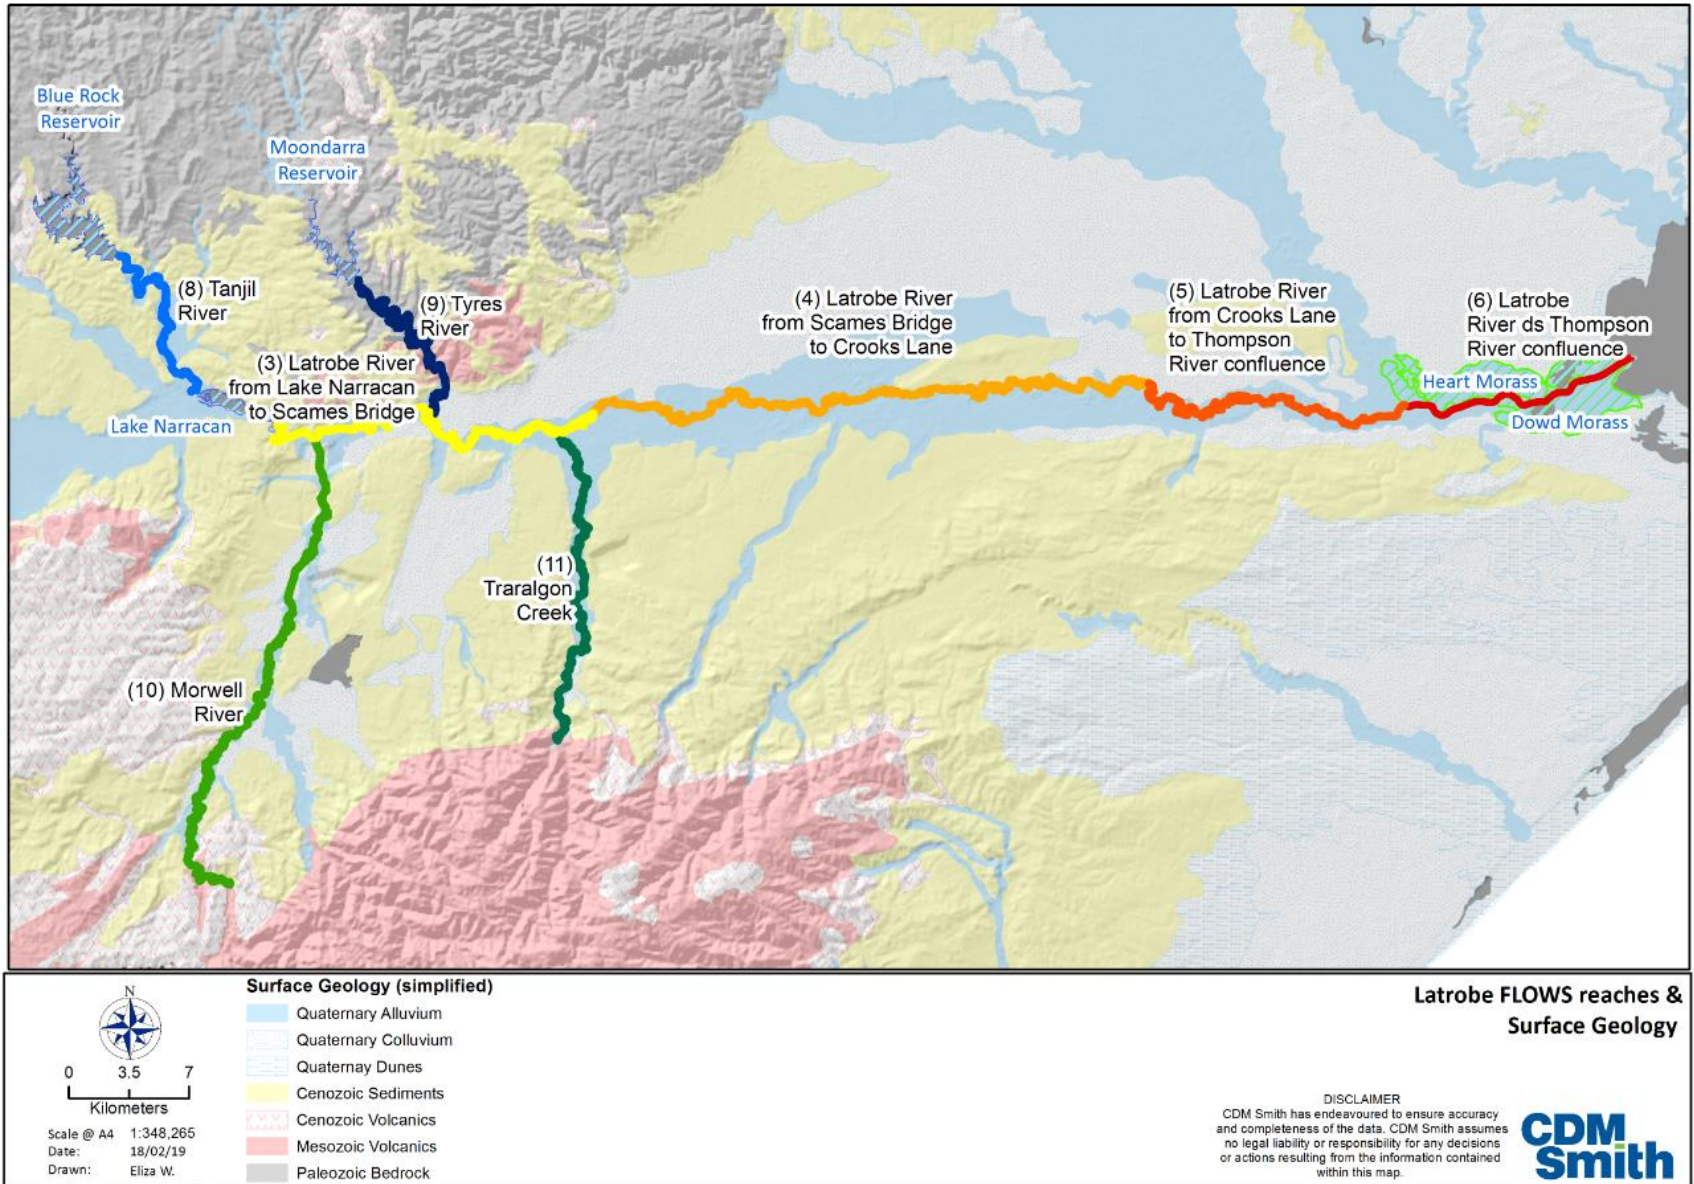 Blue Rock
Reservoir
Moondarra
Reservoir
(8) Tanjil
River
(9) Tyres
River
(3) Latrobe River
from Lake Narracan
to Scames Bridge
Lake Narracan
(4) Latrobe River
from Scames Bridge
to Crooks Lane
(5) Latrobe River
from Crooks Lane
to Thompson
River confluence
(6) Latrobe
River ds Thompson
River confluence
Heart Morass
Dowd Morass
(11)
Traralgon
Creek
(10) Morwell
River
N
0 3.5 7
Kilometers
Scale @ A4 1:348,265
Date: 18/02/19
Drawn: Eliza W.
Surface Geology (simplified)
Quaternary Alluvium
Quaternary Colluvium
Quaternay Dunes
Cenozoic Sediments
Cenozoic Volcanics
Mesozoic Volcanics
Paleozoic Bedrock
Latrobe FLOWS reaches &
Surface Geology
DISCLAIMER
CDM Smith has endeavoured to ensure accuracy
and completeness of the data. CDM Smith assumes
no legal liability or responsibility for any decisions
or actions resulting from the information contained
within this map.
CDM
Smith